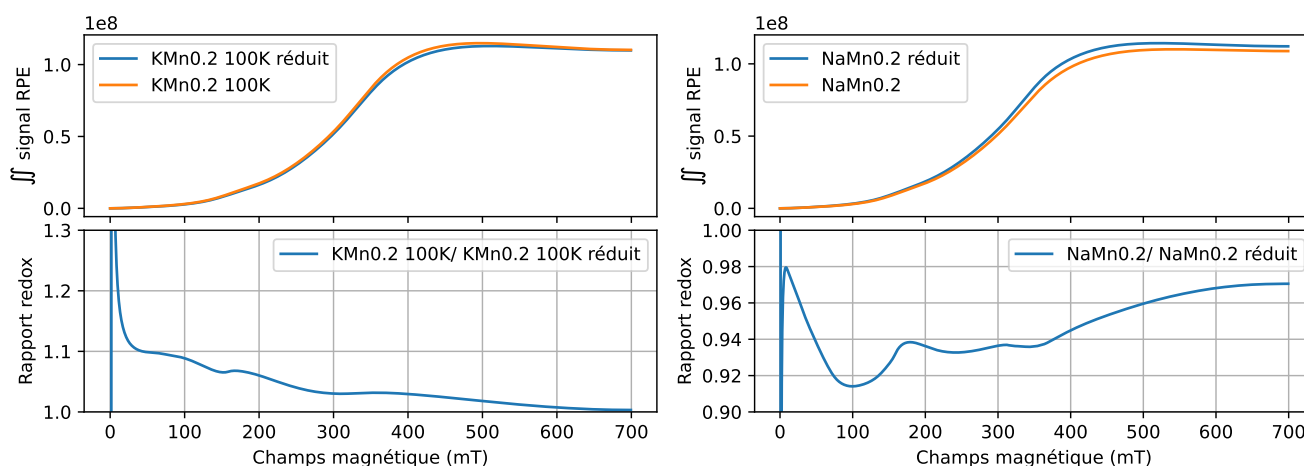 1e8
KMn0.2 100K réduit
KMn0.2 100K
∬ signal RPE
1.0
0.5
0.0
1e8
NaMn0.2 réduit
NaMn0.2
∬ signal RPE
1.0
0.5
0.0
KMn0.2 100K/ KMn0.2 100K réduit
Rapport redox
1.3
1.2
1.1
1.0
0 100 200 300 400 500 600 700
Champs magnétique (mT)
NaMn0.2/ NaMn0.2 réduit
Rapport redox
1.00
0.98
0.96
0.94
0.92
0.90
0 100 200 300 400 500 600 700
Champs magnétique (mT)